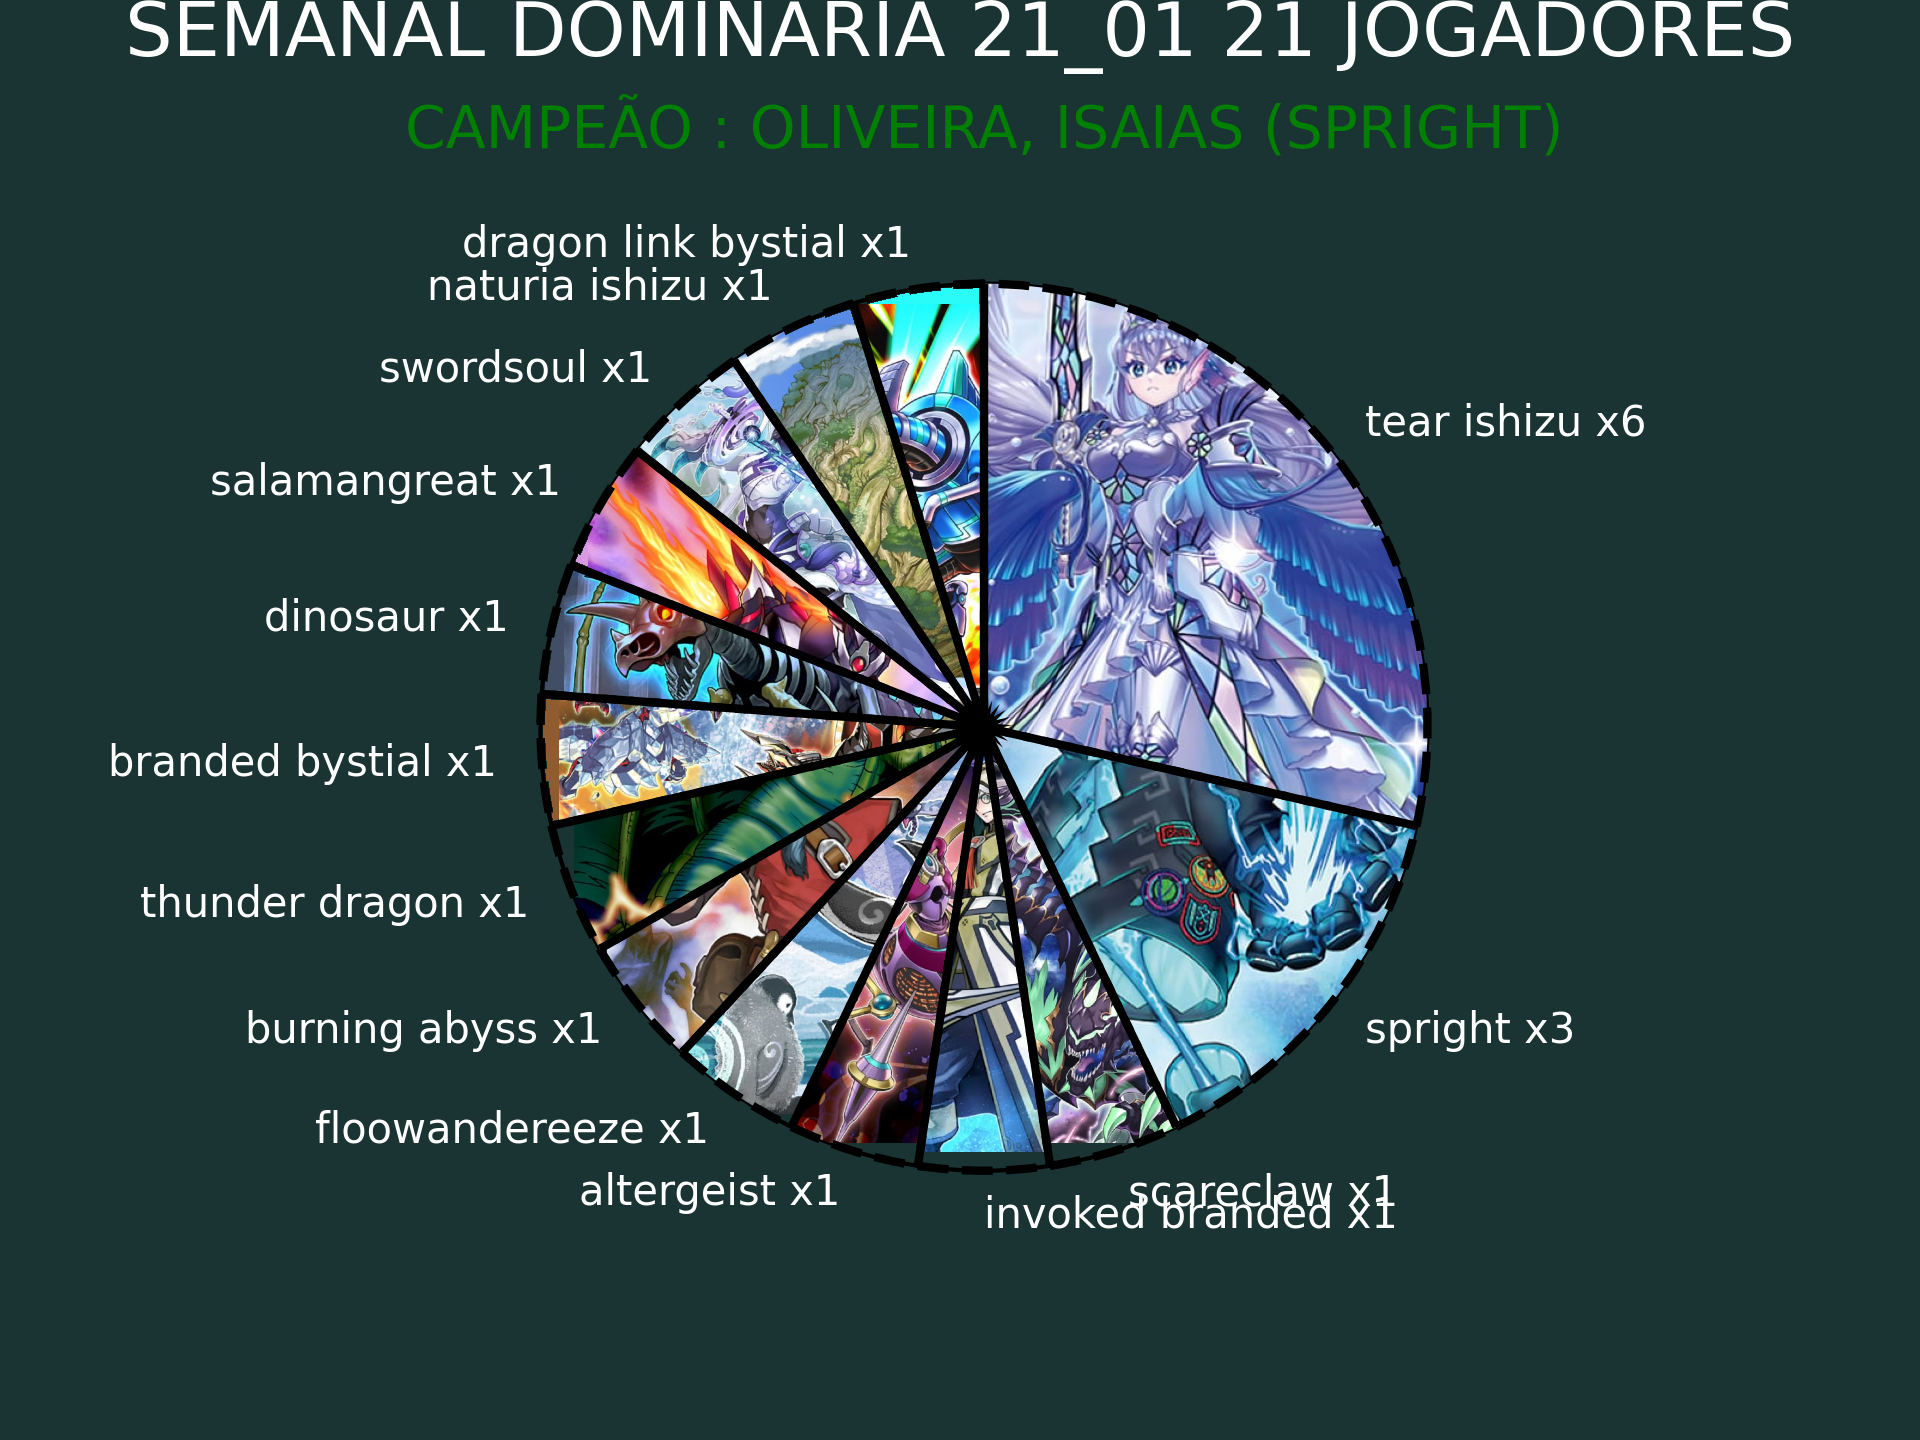 SEMANAL DOMINARIA 21_01 21 JOGADORES
CAMPEÃO : OLIVEIRA, ISAIAS (SPRIGHT)
dragon link bystial x1
naturia ishizu x1
swordsoul x1
tear ishizu x6
salamangreat x1
dinosaur x1
branded bystial x1
thunder dragon x1
burning abyss x1
spright x3
floowandereeze x1
altergeist x1
scareclaw x1
invoked branded x1